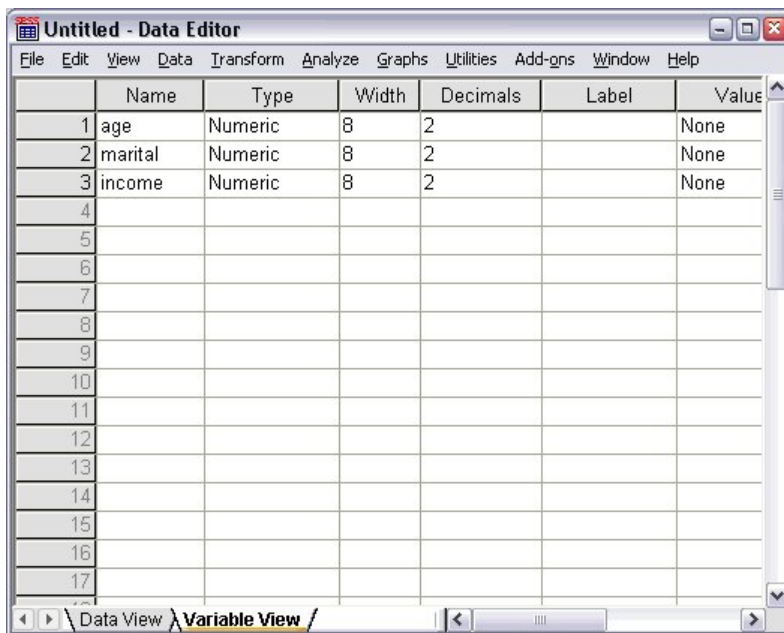 Untitled - Data Editor
File Edit View Data Transform Analyze Graphs Utilities Add-ons Window Help
Name Type Width Decimals Label Value
1 age Numeric 8 2 None
2 marital Numeric 8 2 None
3 income Numeric 8 2 None
4
5
6
7
8
9
10
11
12
13
14
15
16
17
Data View Variable View